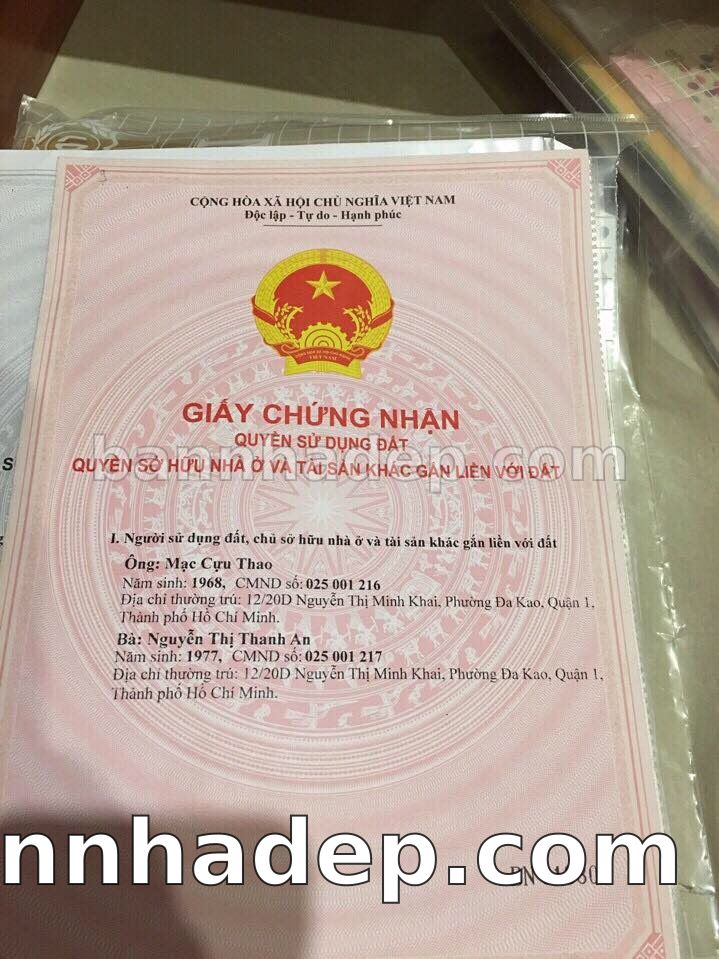 CỘNG HÒA XÃ HỘI CHỦ NGHĨA VIỆT NAM
Độc lập - Tự do - Hạnh phúc
VIỆT NAM
GIẤY CHỨNG NHẬN
QUYỀN SỬ DỤNG ĐẤT
bannhadep.com
QUYỀN SỞ HỮU NHÀ Ở VÀ TÀI SẢN KHÁC GẮN LIỀN VỚI ĐẤT
I. Người sử dụng đất, chủ sở hữu nhà ở và tài sản khác gắn liền với đất
Ông: Mạc Cựu Thao
Năm sinh: 1968, CMND số: 025 001 216
Địa chỉ thường trú: 12/20D Nguyễn Thị Minh Khai, Phường Đa Kao, Quận 1,
Thành phố Hồ Chí Minh.
Bà: Nguyễn Thị Thanh An
Năm sinh: 1977, CMND số: 025 001 217
Địa chỉ thường trú: 12/20D Nguyễn Thị Minh Khai, Phường Đa Kao, Quận 1,
Thành phố Hồ Chí Minh.
nnhadep.com